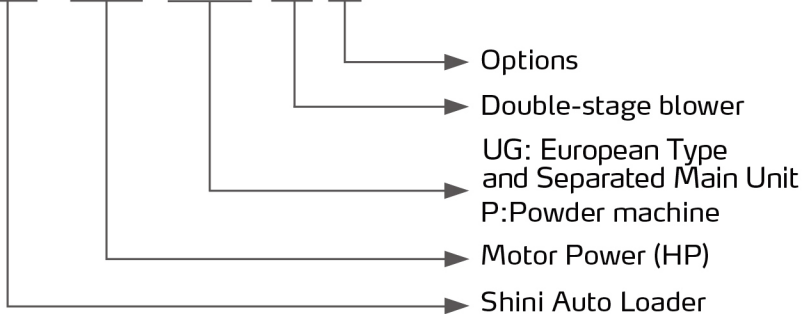 Options
Double-stage blower
UG: European Type
and Separated Main Unit
P:Powder machine
Motor Power (HP)
Shini Auto Loader